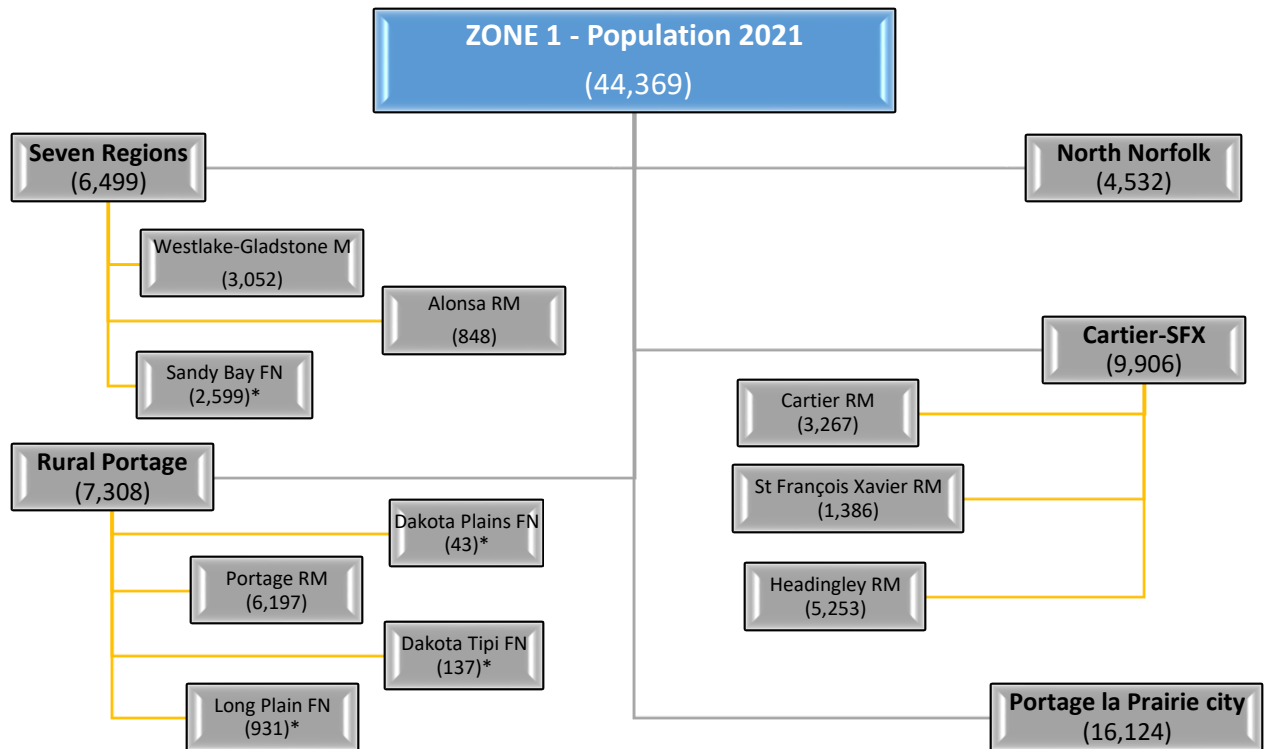 ZONE 1 - Population 2021
(44,369)
Seven Regions
(6,499)
North Norfolk
(4,532)
Westlake-Gladstone M
(3,052)
Alonsa RM
(848)
Sandy Bay FN
(2,599)*
Cartier-SFX
(9,906)
Cartier RM
(3,267)
St François Xavier RM
(1,386)
Headingley RM
(5,253)
Rural Portage
(7,308)
Dakota Plains FN
(43)*
Portage RM
(6,197)
Dakota Tipi FN
(137)*
Long Plain FN
(931)*
Portage la Prairie city
(16,124)